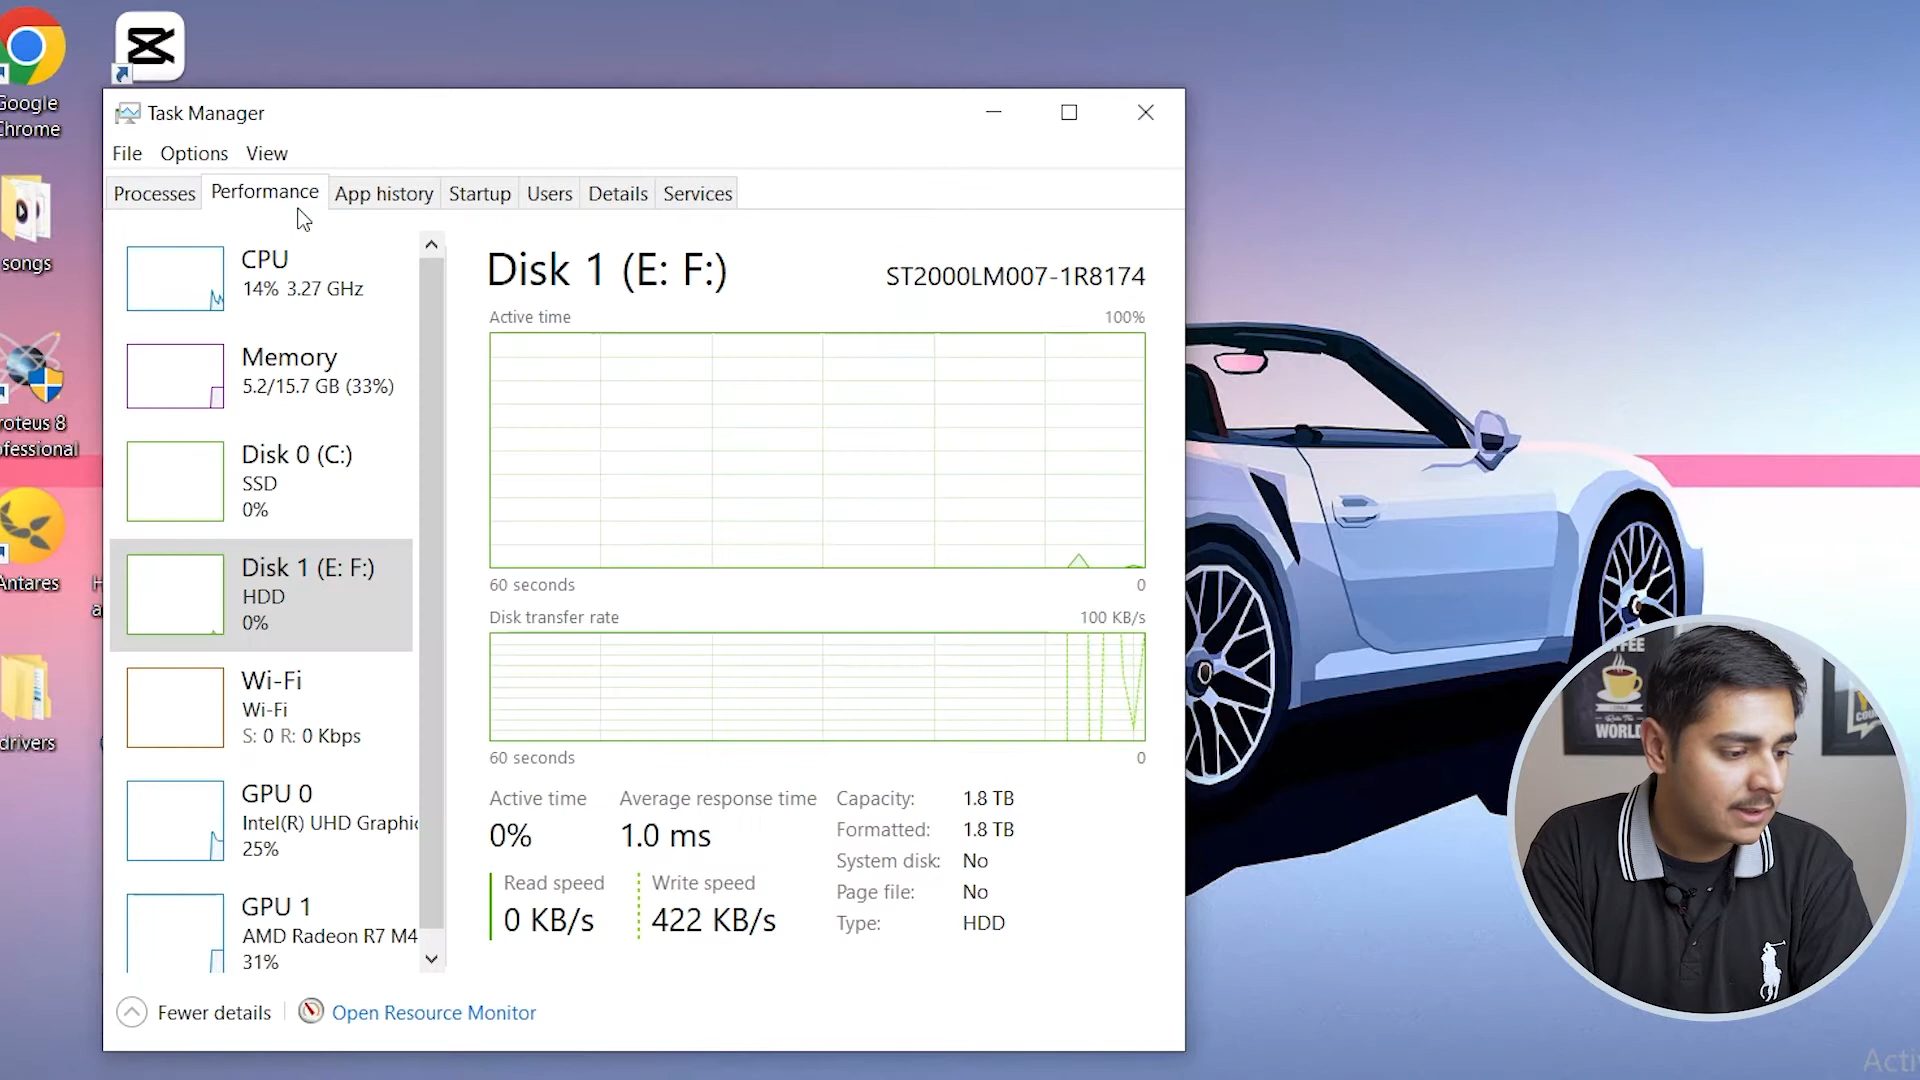 Google
Chrome
songs
roteus 8
ofessional
Antares
drivers
Task Manager
File Options View
Processes Performance App history Startup Users Details Services
CPU
14% 3.27 GHz
Memory
5.2/15.7 GB (33%)
Disk 0 (C:)
SSD
0%
Disk 1 (E: F:)
HDD
0%
Wi-Fi
Wi-Fi
S: 0 R: 0 Kbps
GPU 0
Intel(R) UHD Graphic
25%
GPU 1
AMD Radeon R7 M4
31%
Disk 1 (E: F:) ST2000LM007-1R8174
Active time 100%
60 seconds 0
Disk transfer rate 100 KB/s
60 seconds 0
Active time
0%
Average response time
1.0 ms
Read speed
0 KB/s
Write speed
422 KB/s
Capacity: 1.8 TB
Formatted: 1.8 TB
System disk: No
Page file: No
Type: HDD
Fewer details Open Resource Monitor
WORLD
Acti